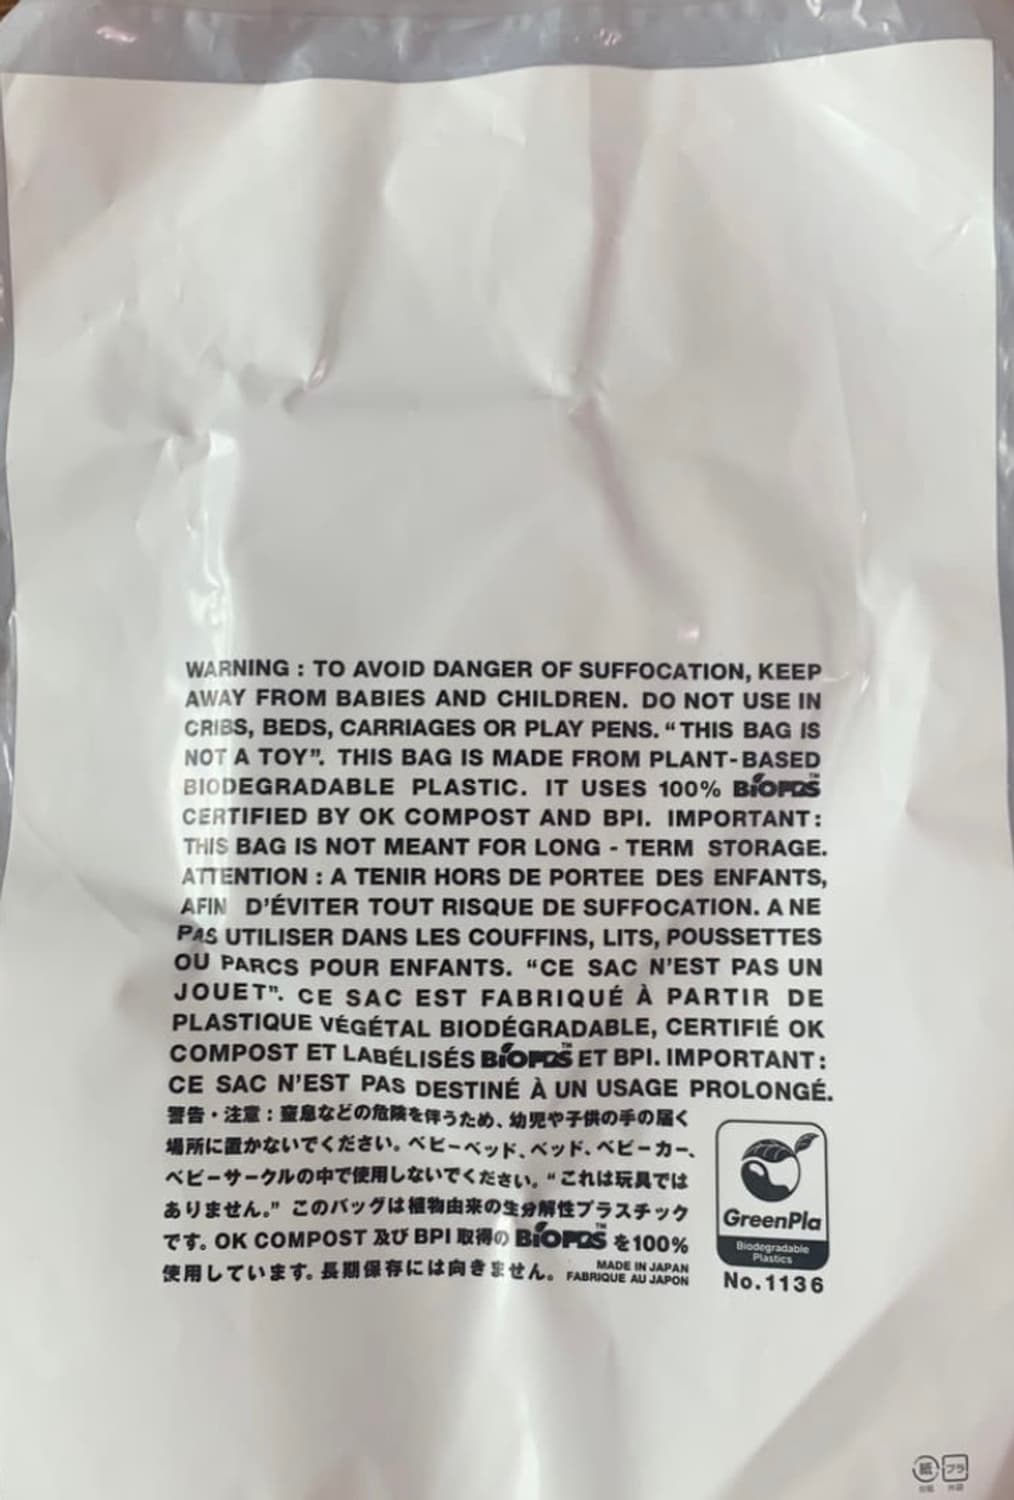 WARNING : TO AVOID DANGER OF SUFFOCATION, KEEP
AWAY FROM BABIES AND CHILDREN. DO NOT USE IN
CRIBS, BEDS, CARRIAGES OR PLAY PENS. “THIS BAG IS
NOT A TOY”. THIS BAG IS MADE FROM PLANT-BASED
BIODEGRADABLE PLASTIC. IT USES 100% BiOPBS™
CERTIFIED BY OK COMPOST AND BPI. IMPORTANT:
THIS BAG IS NOT MEANT FOR LONG - TERM STORAGE.
ATTENTION : A TENIR HORS DE PORTEE DES ENFANTS,
AFIN D'ÉVITER TOUT RISQUE DE SUFFOCATION. A NE
PAS UTILISER DANS LES COUFFINS, LITS, POUSSETTES
OU PARCS POUR ENFANTS. “CE SAC N'EST PAS UN
JOUET”. CE SAC EST FABRIQUÉ À PARTIR DE
PLASTIQUE VÉGÉTAL BIODÉGRADABLE, CERTIFIÉ OK
COMPOST ET LABÉLISÉS BiOPBS™ ET BPI. IMPORTANT:
CE SAC N'EST PAS DESTINÉ À UN USAGE PROLONGÉ.
警告・注意：窒息などの危険を伴うため、幼児や子供の手の届く
場所に置かないでください。ベビーベッド、ベッド、ベビーカー、
ベビーサークルの中で使用しないでください。“これは玩具では
ありません。” このバッグは植物由来の生分解性プラスチック
です。OK COMPOST 及び BPI 取得の BiOPBS™ を100%
使用しています。長期保存には向きません。
MADE IN JAPAN
FABRIQUE AU JAPON
GreenPla
Biodegradable
Plastics
No.1136
紙 プラ
台紙 外袋